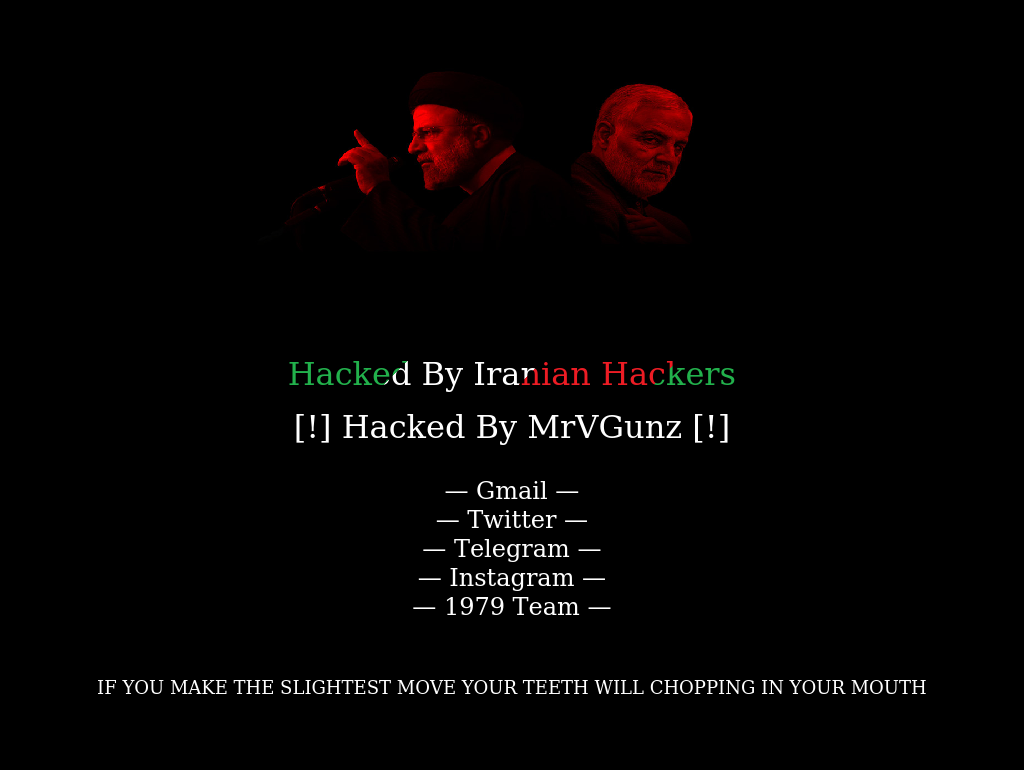 Hacked By Iranian Hackers
[!] Hacked By MrVGunz [!]
— Gmail —
— Twitter —
— Telegram —
— Instagram —
— 1979 Team —
IF YOU MAKE THE SLIGHTEST MOVE YOUR TEETH WILL CHOPPING IN YOUR MOUTH